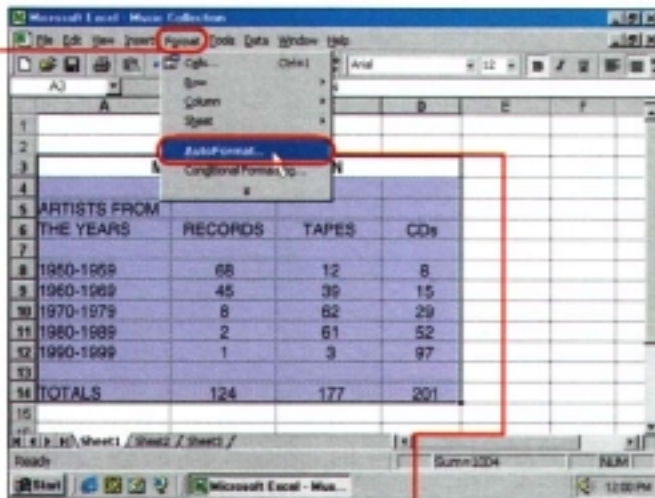 Microsoft Excel - Music Collection
File Edit View Insert Format Tools Data Window Help
Cells... Ctrl+1
Arial 12 B I U
A3
Row
Column
Sheet
AutoFormat...
Conditional Formatting...
A D E F
1
2
3 M N
4
5 ARTISTS FROM
6 THE YEARS RECORDS TAPES CDs
7
8 1950-1959 68 12 8
9 1960-1969 45 39 15
10 1970-1979 8 62 29
11 1980-1989 2 61 52
12 1990-1999 1 3 97
13
14 TOTALS 124 177 201
15
Sheet1 / Sheet2 / Sheet3 /
Ready Sum=1004 NUM
Start Microsoft Excel - Mus... 12:00 PM